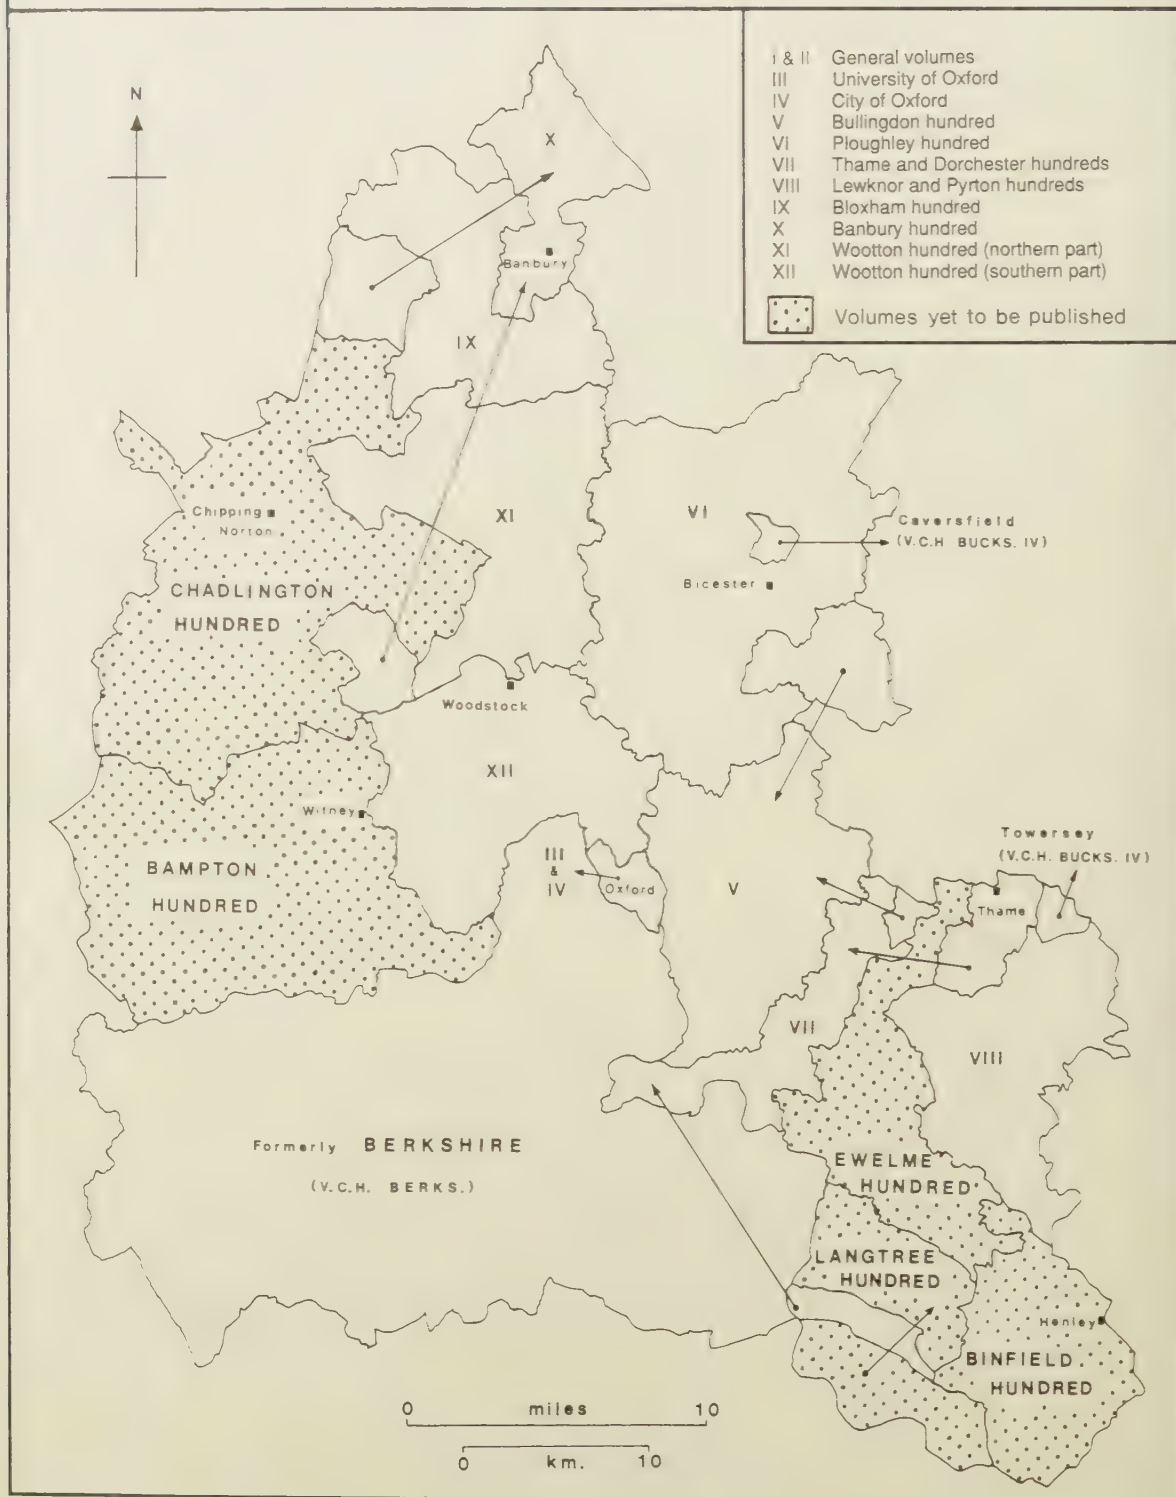 I & II General volumes
III University of Oxford
IV City of Oxford
V Bullingdon hundred
VI Ploughley hundred
VII Thame and Dorchester hundreds
VIII Lewknor and Pyrton hundreds
IX Bloxham hundred
X Banbury hundred
XI Wootton hundred (northern part)
XII Wootton hundred (southern part)
Volumes yet to be published
N
X
Banbury
IX
Chipping
Norton
XI
VI
Caversfield
(V.C.H BUCKS. IV)
Bicester
CHADLINGTON
HUNDRED
Woodstock
XII
Witney
BAMPTON
HUNDRED
III
&
IV
Oxford
V
Towersey
(V.C.H. BUCKS. IV)
Thame
VII
VIII
Formerly BERKSHIRE
(V.C.H. BERKS.)
EWELME
HUNDRED
LANGTREE
HUNDRED
Henley
BINFIELD
HUNDRED
0 miles 10
0 km. 10